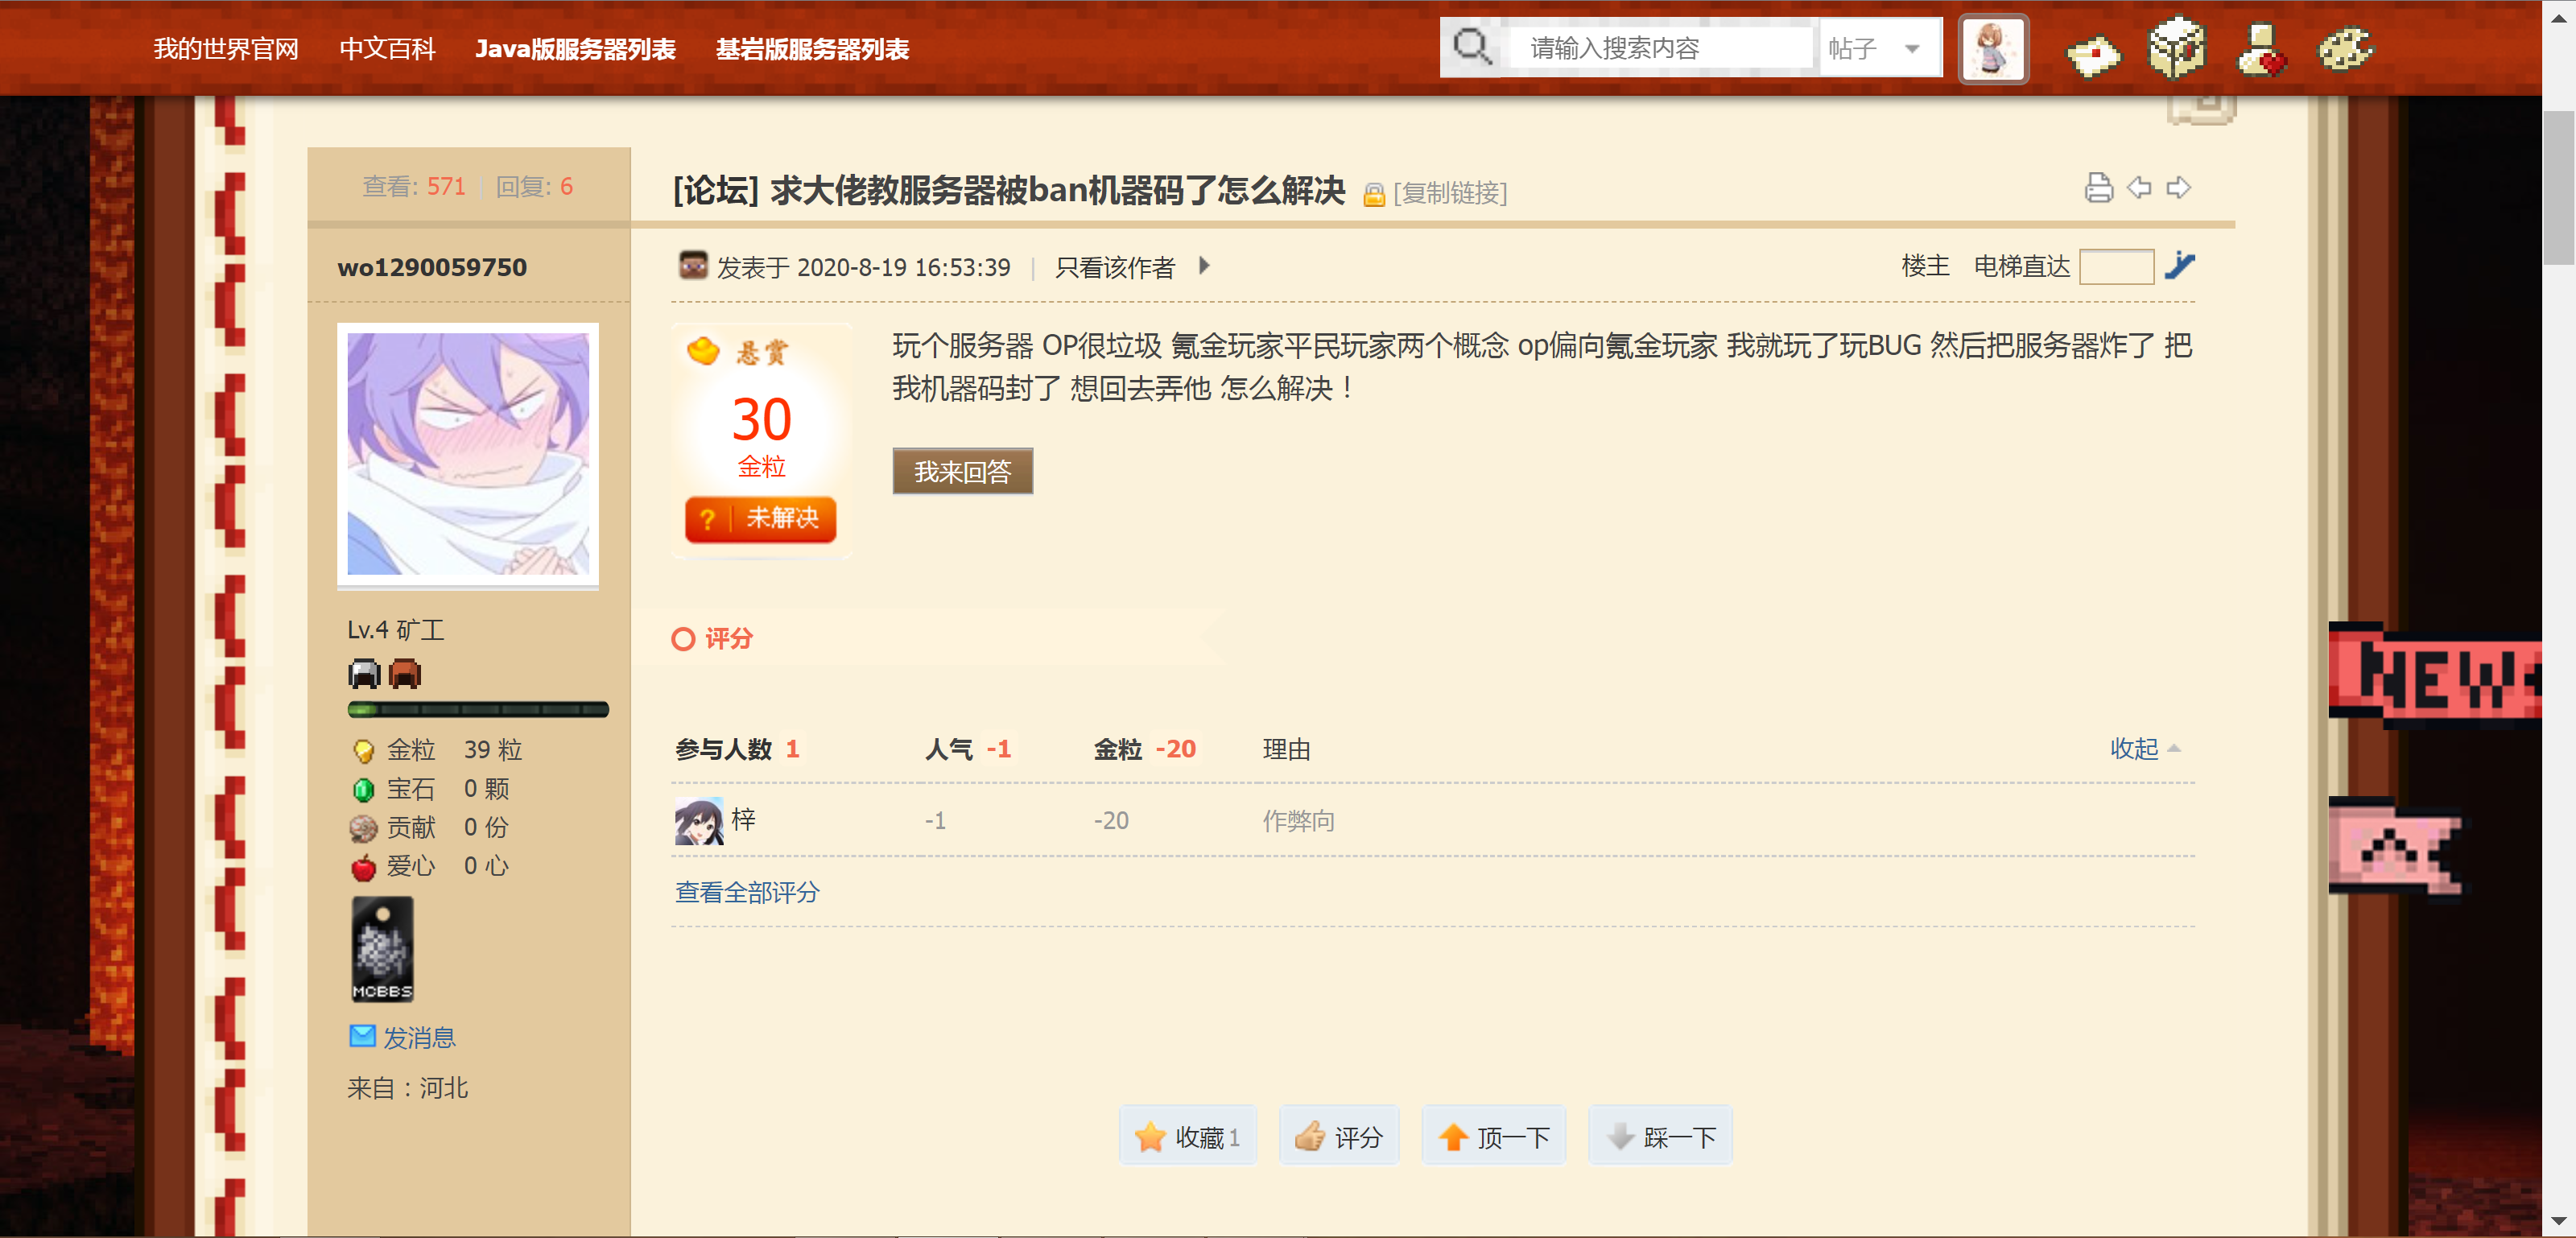 我的世界官网 中文百科 Java版服务器列表 基岩版服务器列表 请输入搜索内容 帖子
查看: 571 | 回复: 6
[论坛] 求大佬教服务器被ban机器码了怎么解决 [复制链接]
wo1290059750
发表于 2020-8-19 16:53:39 | 只看该作者
楼主 电梯直达
悬赏
30
金粒
? 未解决
玩个服务器 OP很垃圾 氪金玩家平民玩家两个概念 op偏向氪金玩家 我就玩了玩BUG 然后把服务器炸了 把
我机器码封了 想回去弄他 怎么解决！
我来回答
Lv.4 矿工
金粒 39 粒
宝石 0 颗
贡献 0 份
爱心 0 心
MCBBS
发消息
来自：河北
评分
参与人数 1 人气 -1 金粒 -20 理由 收起
梓 -1 -20 作弊向
查看全部评分
收藏 1 评分 顶一下 踩一下
NEW